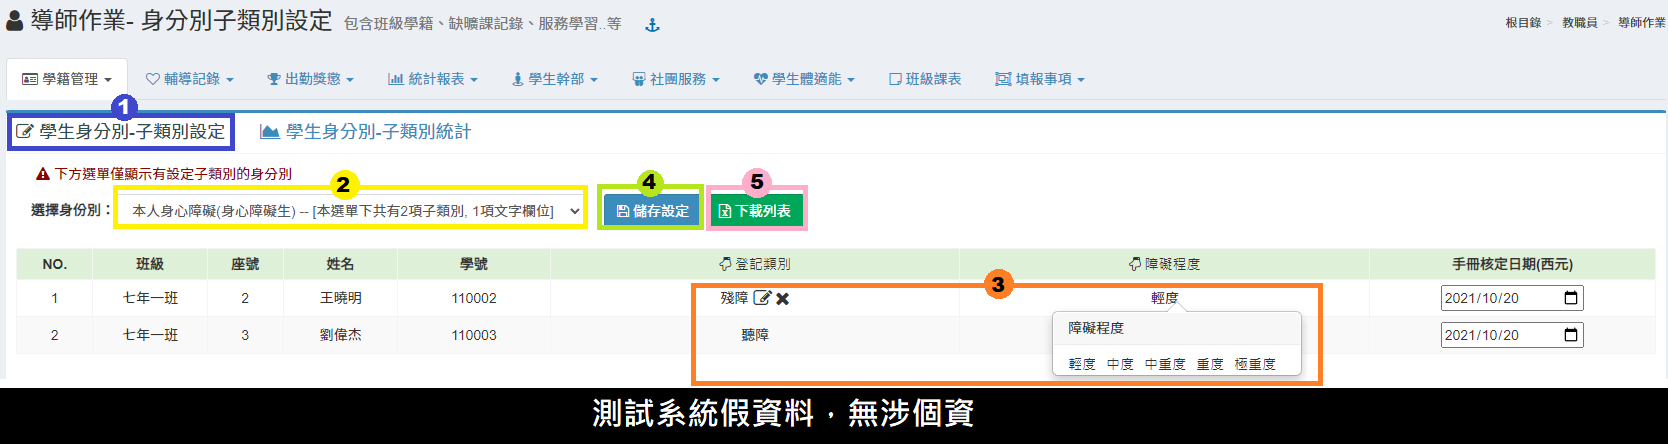 導師作業- 身分別子類別設定 包含班級學籍、缺曠課記錄、服務學習..等
根目錄 > 教職員 > 導師作業
學籍管理 輔導記錄 出勤獎懲 統計報表 學生幹部 社團服務 學生體適能 班級課表 填報事項
1
學生身分別-子類別設定 學生身分別-子類別統計
下方選單僅顯示有設定子類別的身分別
2 4 5
選擇身份別： 本人身心障礙(身心障礙生) -- [本選單下共有2項子類別, 1項文字欄位] 儲存設定 下載列表
NO. 班級 座號 姓名 學號 登記類別 障礙程度 手冊核定日期(西元)
3
1 七年一班 2 王曉明 110002 殘障 輕度 2021/10/20
2 七年一班 3 劉偉杰 110003 聽障 2021/10/20
障礙程度
輕度 中度 中重度 重度 極重度
測試系統假資料，無涉個資